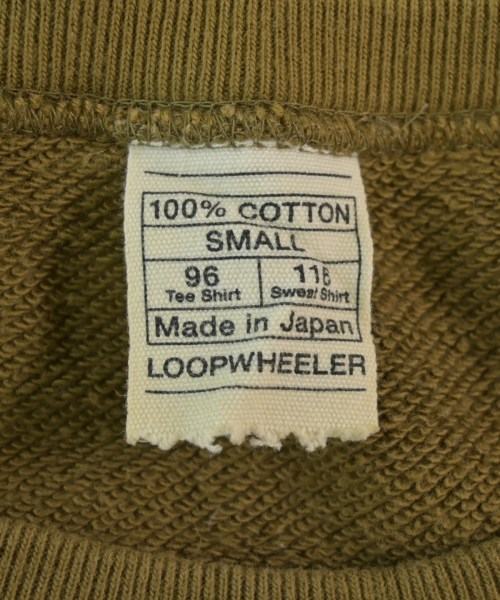 100% COTTON
SMALL
96 116
Tee Shirt Sweat Shirt
Made in Japan
LOOPWHEELER